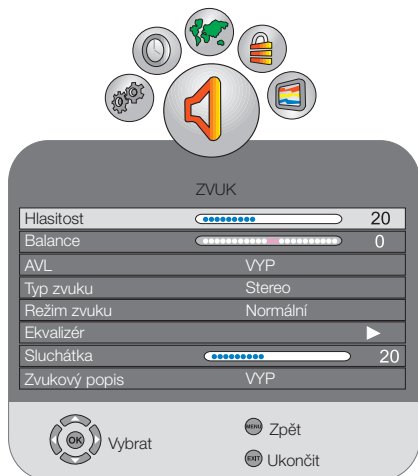 ZVUK
Hlasitost 20
Balance 0
AVL VYP
Typ zvuku Stereo
Režim zvuku Normální
Ekvalizér
Sluchátka 20
Zvukový popis VYP
OK Vybrat
MENU Zpět
EXIT Ukončit